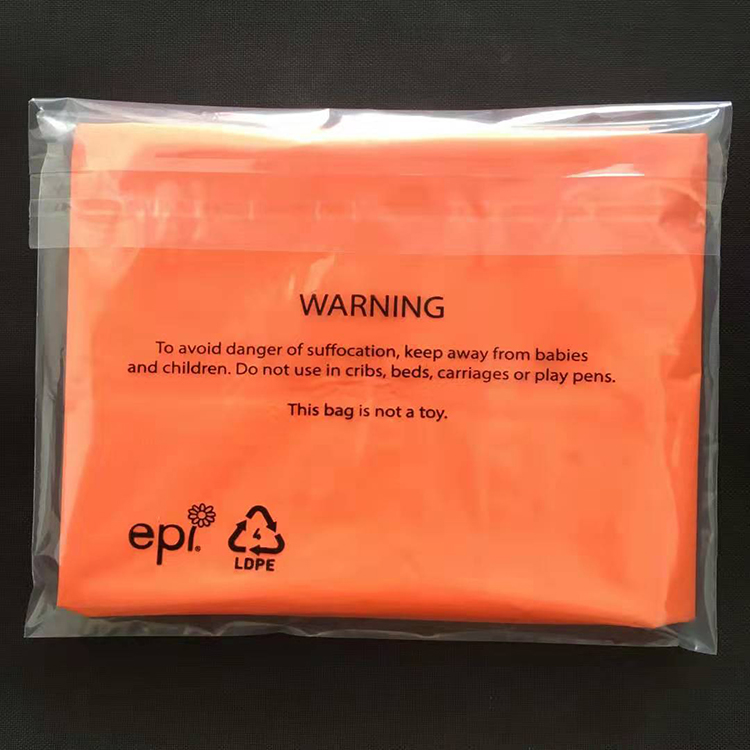 WARNING
To avoid danger of suffocation, keep away from babies
and children. Do not use in cribs, beds, carriages or play pens.
This bag is not a toy.
epi®
4
LDPE